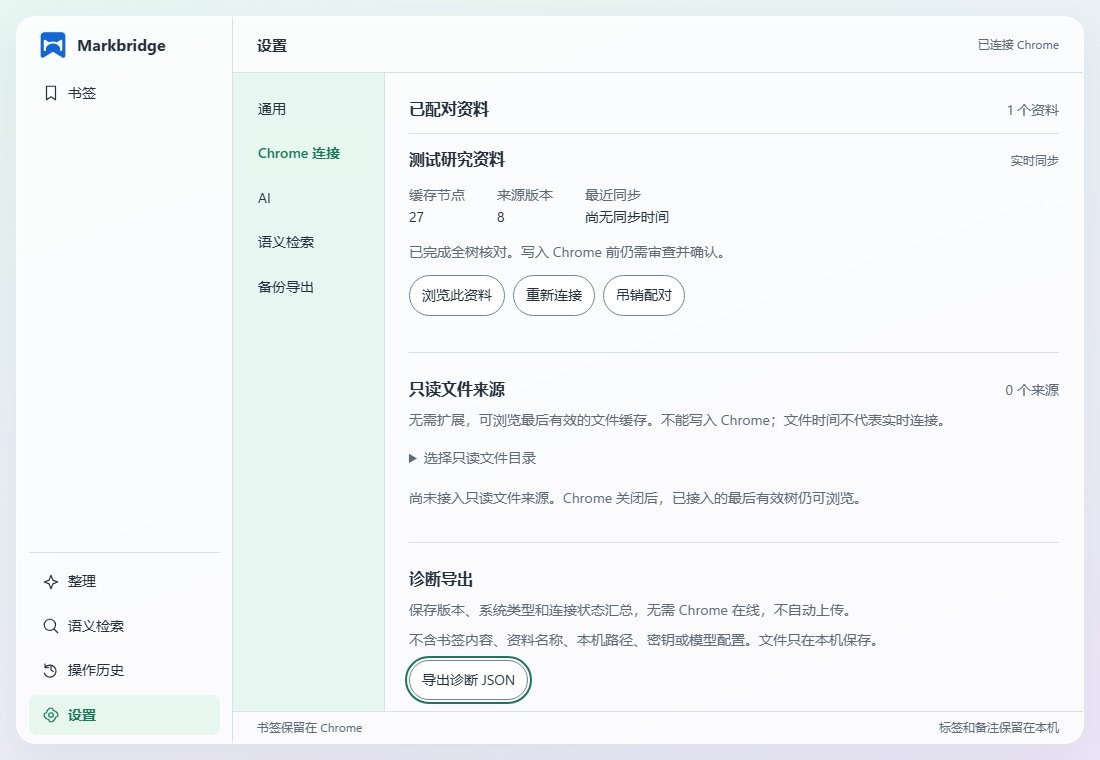 Markbridge
书签
整理
语义检索
操作历史
设置
设置
已连接 Chrome
通用
Chrome 连接
AI
语义检索
备份导出
已配对资料
1 个资料
测试研究资料
实时同步
缓存节点 来源版本 最近同步
27 8 尚无同步时间
已完成全树核对。写入 Chrome 前仍需审查并确认。
浏览此资料 重新连接 吊销配对
只读文件来源
0 个来源
无需扩展，可浏览最后有效的文件缓存。不能写入 Chrome；文件时间不代表实时连接。
选择只读文件目录
尚未接入只读文件来源。Chrome 关闭后，已接入的最后有效树仍可浏览。
诊断导出
保存版本、系统类型和连接状态汇总，无需 Chrome 在线，不自动上传。
不含书签内容、资料名称、本机路径、密钥或模型配置。文件只在本机保存。
导出诊断 JSON
书签保留在 Chrome
标签和备注保留在本机